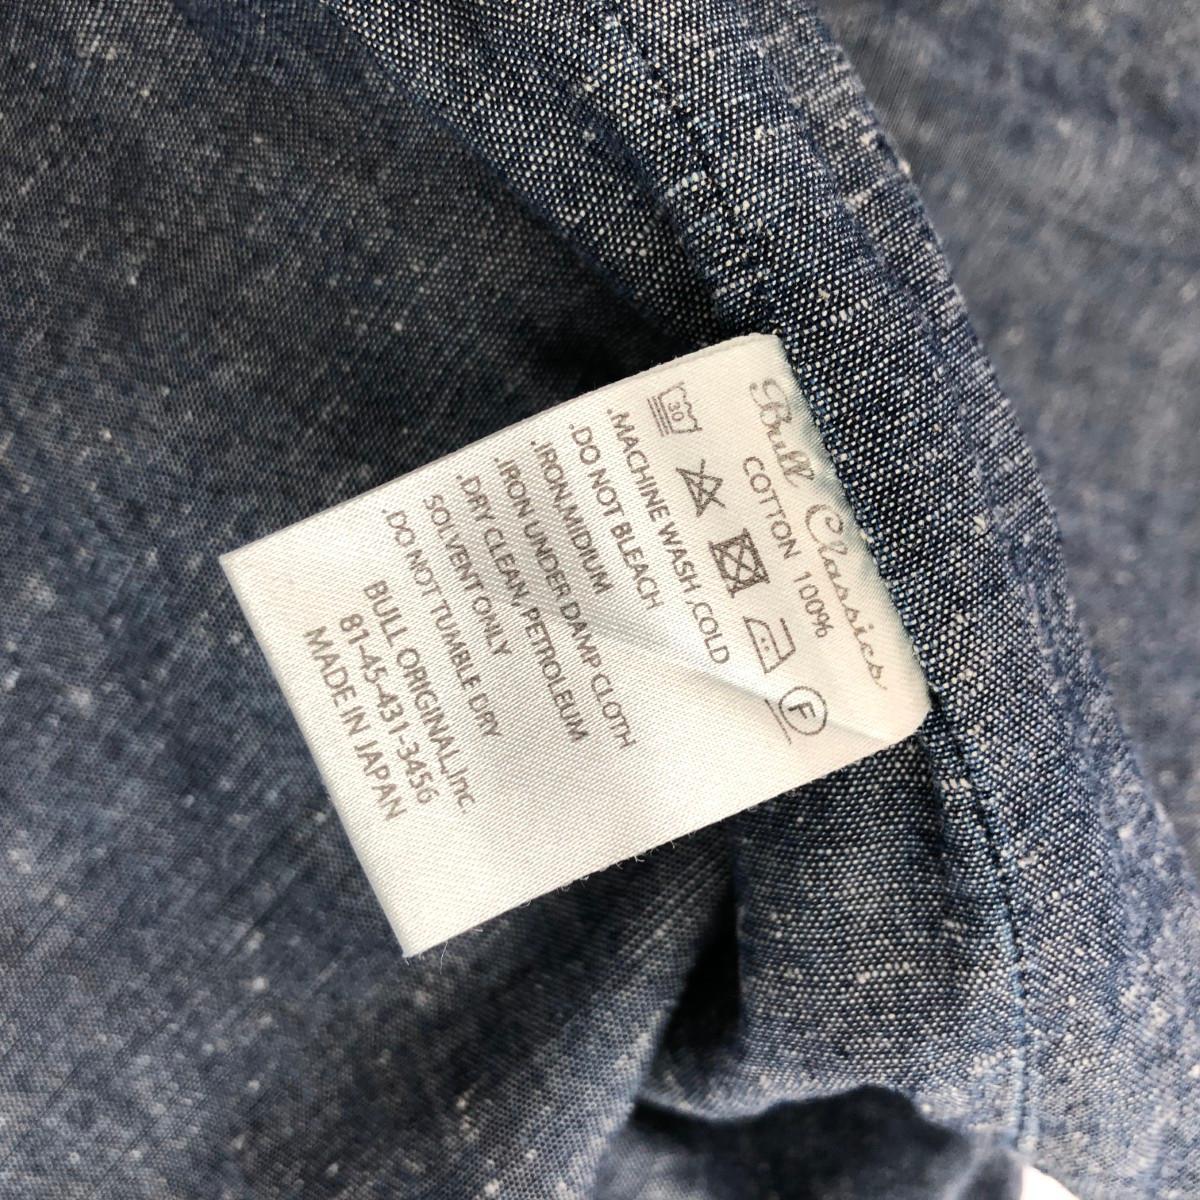 Bull Classics
COTTON 100%
30 F
.MACHINE WASH ,COLD
.DO NOT BLEACH
.IRON,MIDIUM
.IRON UNDER DAMP CLOTH
.DRY CLEAN, PETROLEUM
SOLVENT ONLY
.DO NOT TUMBLE DRY
BULL ORIGINAL,Inc.
81-45-431-3456
MADE IN JAPAN